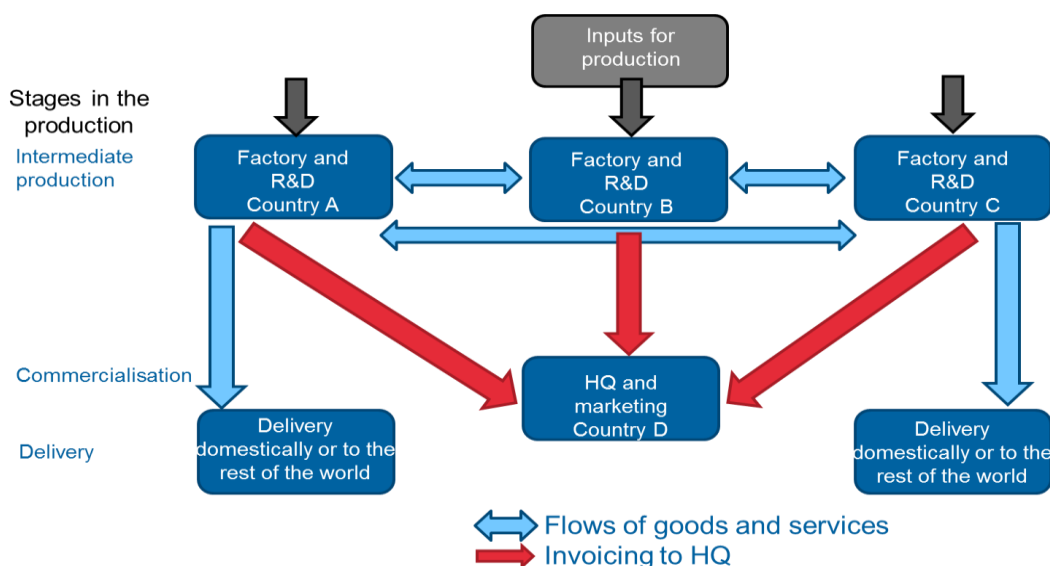 Inputs for
production
Stages in the
production
Intermediate
production
Factory and
R&D
Country A
Factory and
R&D
Country B
Factory and
R&D
Country C
Commercialisation
HQ and
marketing
Country D
Delivery
Delivery
domestically or to the
rest of the world
Delivery
domestically or to the
rest of the world
Flows of goods and services
Invoicing to HQ